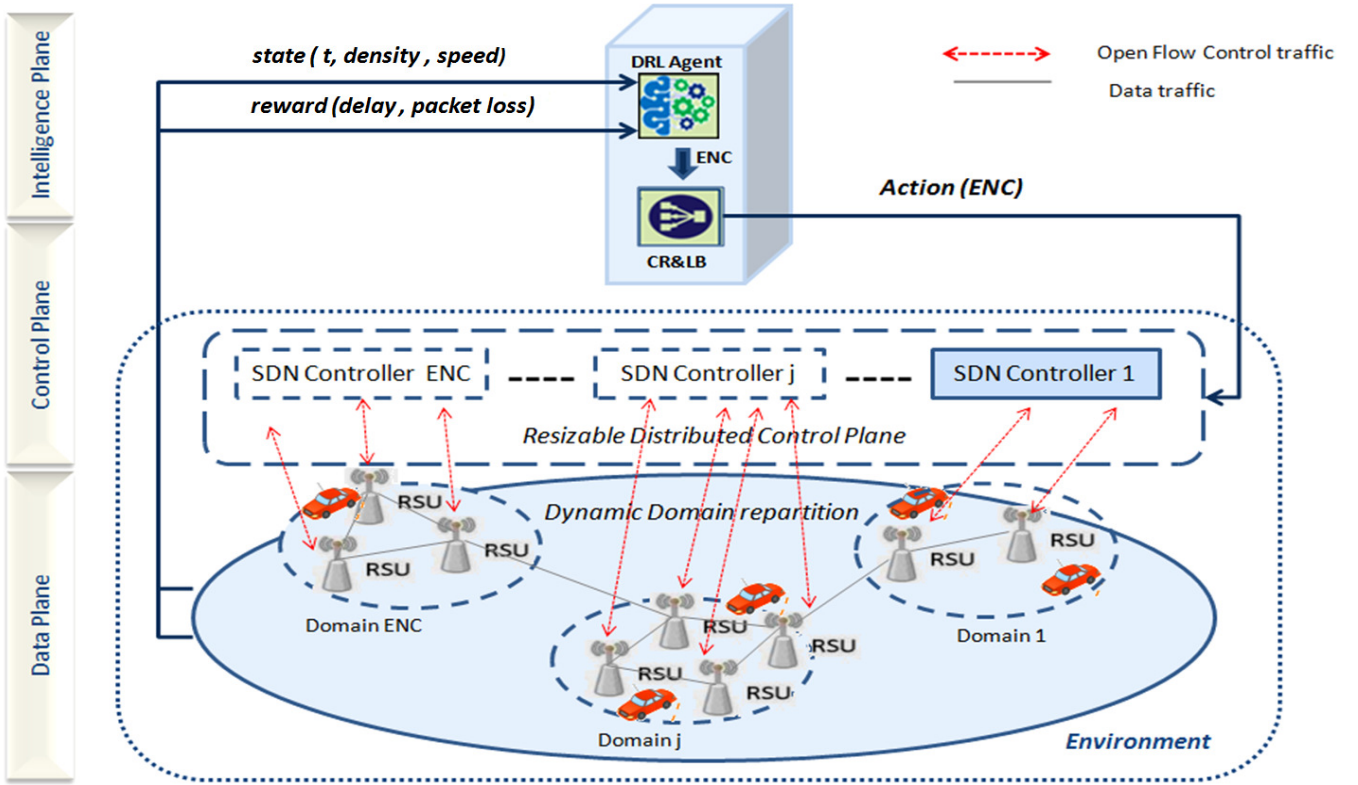 Intelligence Plane
Control Plane
Data Plane
state ( t, density , speed)
reward (delay , packet loss)
DRL Agent
ENC
CR&LB
Open Flow Control traffic
Data traffic
Action (ENC)
SDN Controller ENC
SDN Controller j
SDN Controller 1
Resizable Distributed Control Plane
Dynamic Domain repartition
RSU
RSU
RSU
Domain ENC
RSU
RSU
RSU
RSU
Domain j
RSU
RSU
Domain 1
Environment